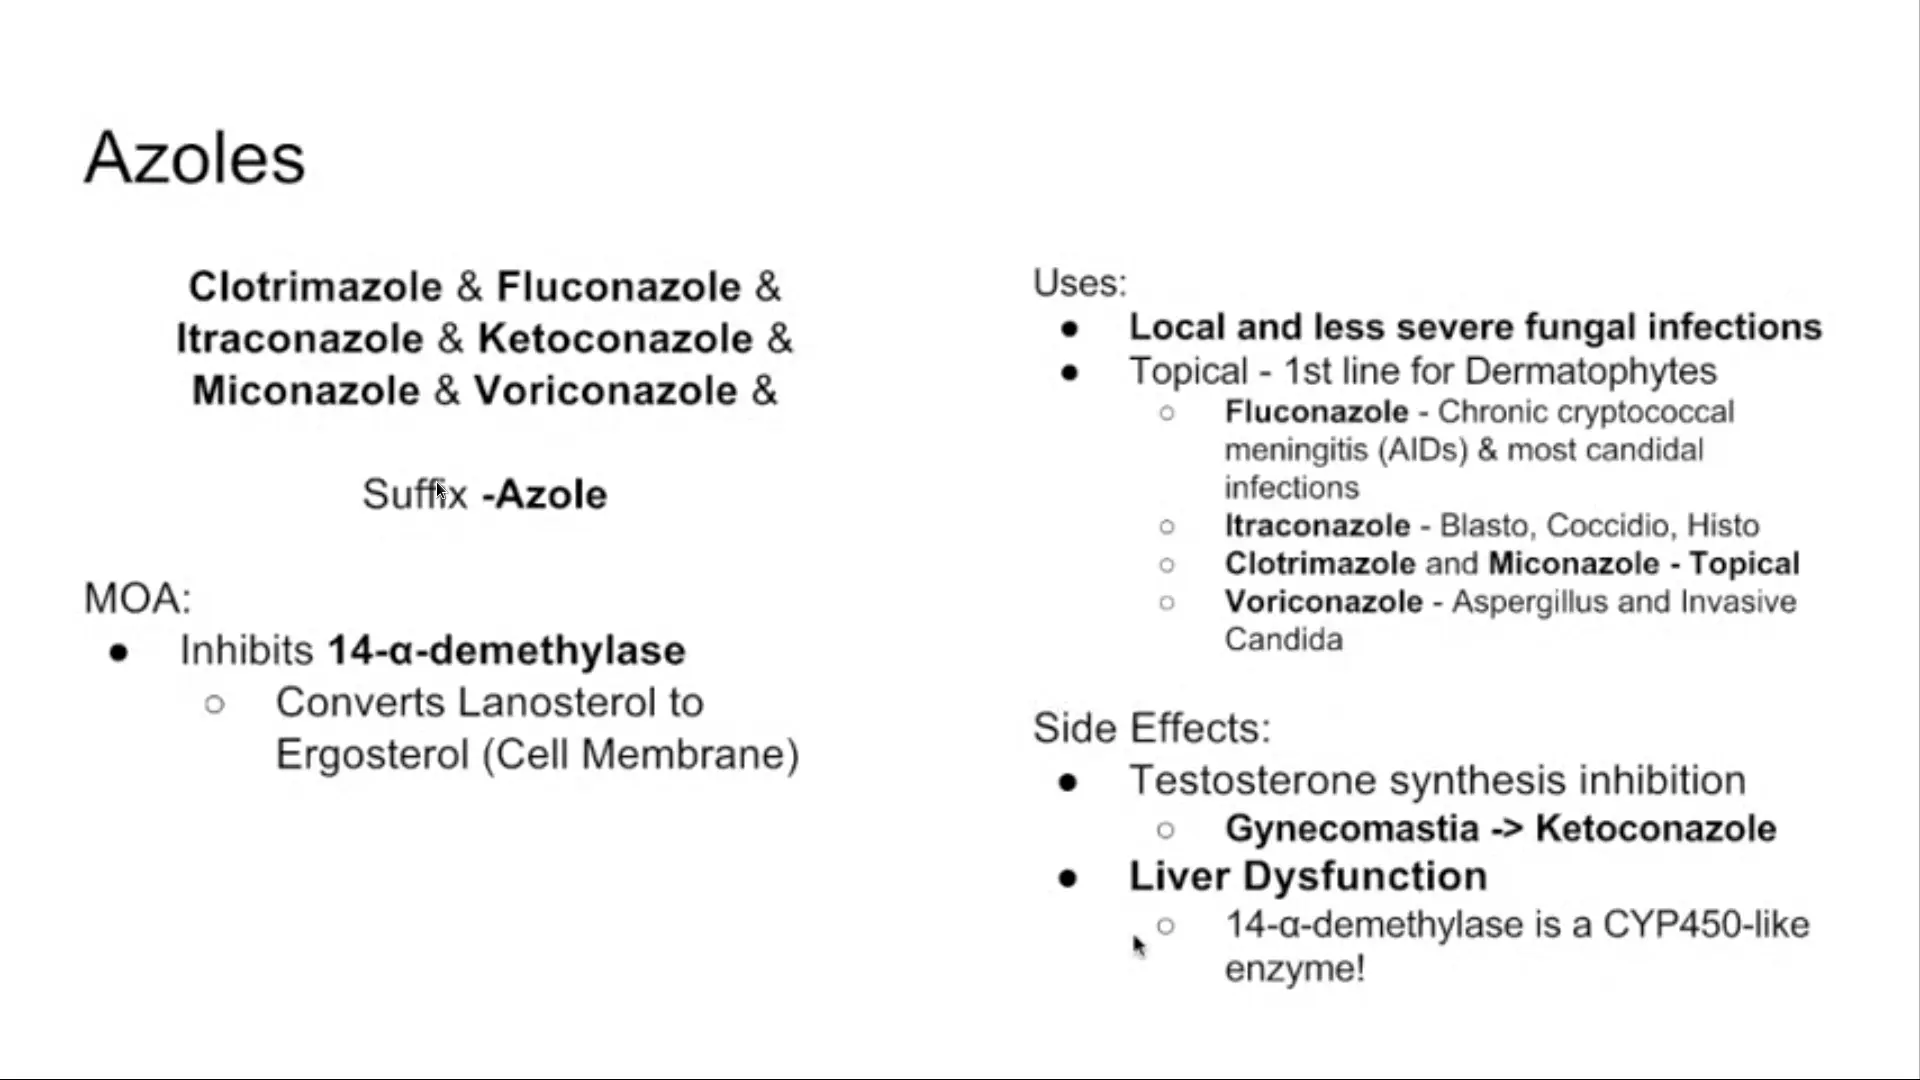 Azoles
Clotrimazole & Fluconazole &
Itraconazole & Ketoconazole &
Miconazole & Voriconazole &
Suffix -Azole
MOA:
● Inhibits 14-α-demethylase
○ Converts Lanosterol to
Ergosterol (Cell Membrane)
Uses:
● Local and less severe fungal infections
● Topical - 1st line for Dermatophytes
○ Fluconazole - Chronic cryptococcal
meningitis (AIDs) & most candidal
infections
○ Itraconazole - Blasto, Coccidio, Histo
○ Clotrimazole and Miconazole - Topical
○ Voriconazole - Aspergillus and Invasive
Candida
Side Effects:
● Testosterone synthesis inhibition
○ Gynecomastia -> Ketoconazole
● Liver Dysfunction
○ 14-α-demethylase is a CYP450-like
enzyme!